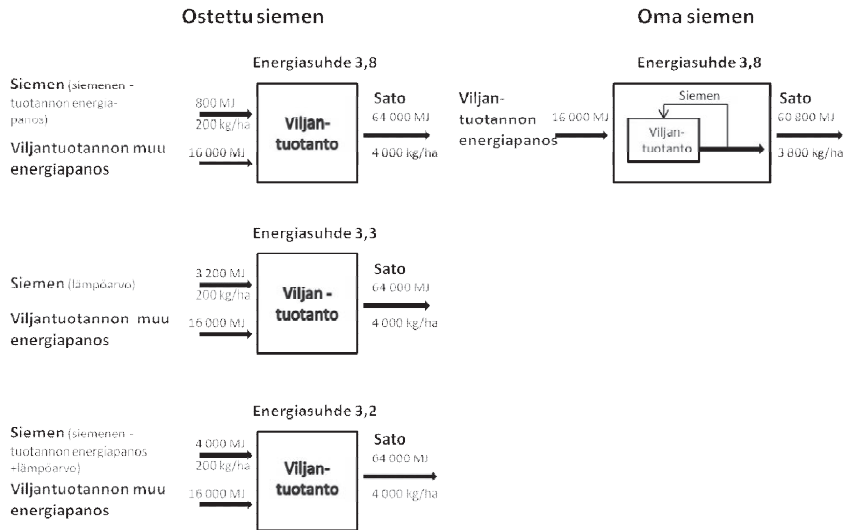 Ostettu siemen
Oma siemen
Energiasuhde 3,8
Siemen (siemenen -
tuotannon energia-
panos)
800 MJ
200 kg/ha
Viljantuotannon muu
energiapanos
16 000 MJ
Viljan-
tuotanto
Sato
64 000 MJ
4 000 kg/ha
Energiasuhde 3,8
Viljan-
tuotannon
energiapanos
16 000 MJ
Siemen
Viljan-
tuotanto
Sato
60 800 MJ
3 800 kg/ha
Energiasuhde 3,3
Siemen (lämpöarvo)
3 200 MJ
200 kg/ha
Viljantuotannon muu
energiapanos
16 000 MJ
Viljan -
tuotanto
Sato
64 000 MJ
4 000 kg/ha
Energiasuhde 3,2
Siemen (siemenen -
tuotannon energiapanos
+lämpöarvo)
4 000 MJ
200 kg/ha
Viljantuotannon muu
energiapanos
16 000 MJ
Viljan-
tuotanto
Sato
64 000 MJ
4 000 kg/ha